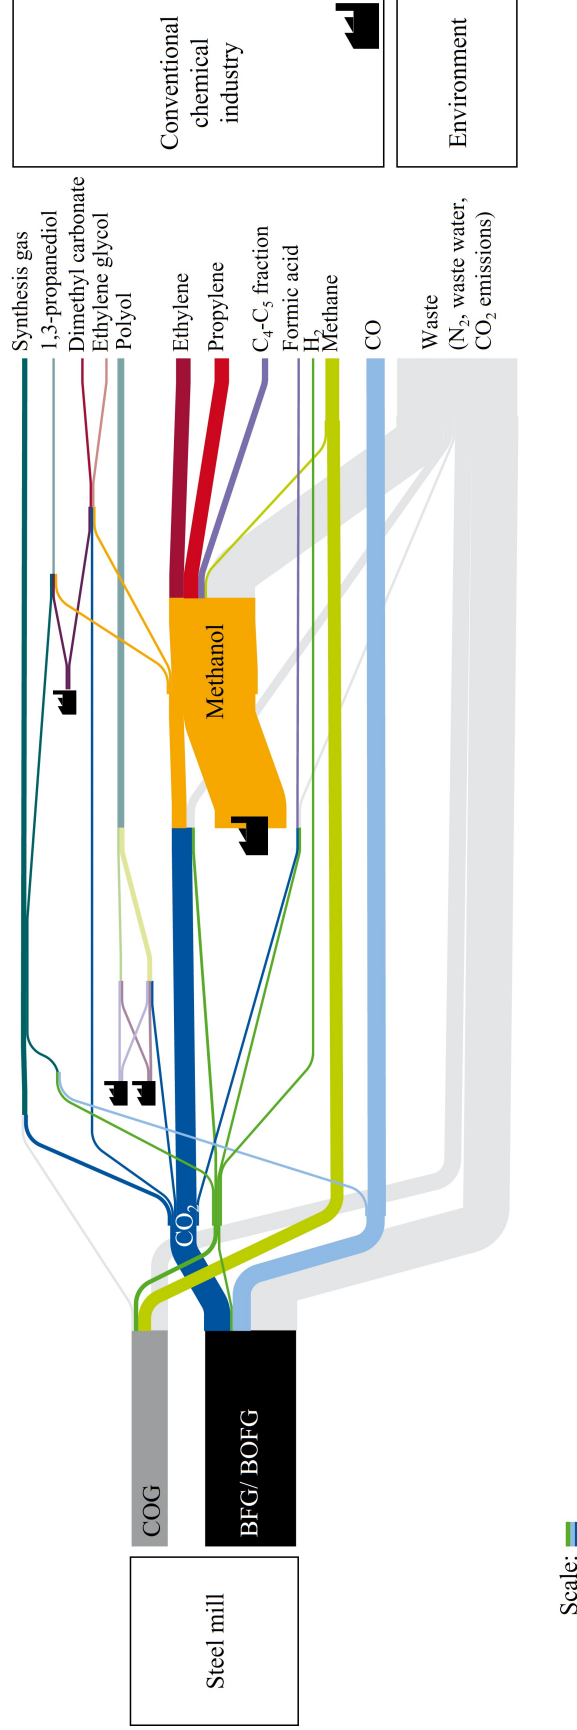 Steel mill
COG
BFG/ BOFG
CO2
Methanol
Synthesis gas
1,3-propanediol
Dimethyl carbonate
Ethylene glycol
Polyol
Ethylene
Propylene
C4-C5 fraction
Formic acid
H2
Methane
CO
Waste
(N2, waste water,
CO2 emissions)
Conventional
chemical
industry
Environment
Scale: